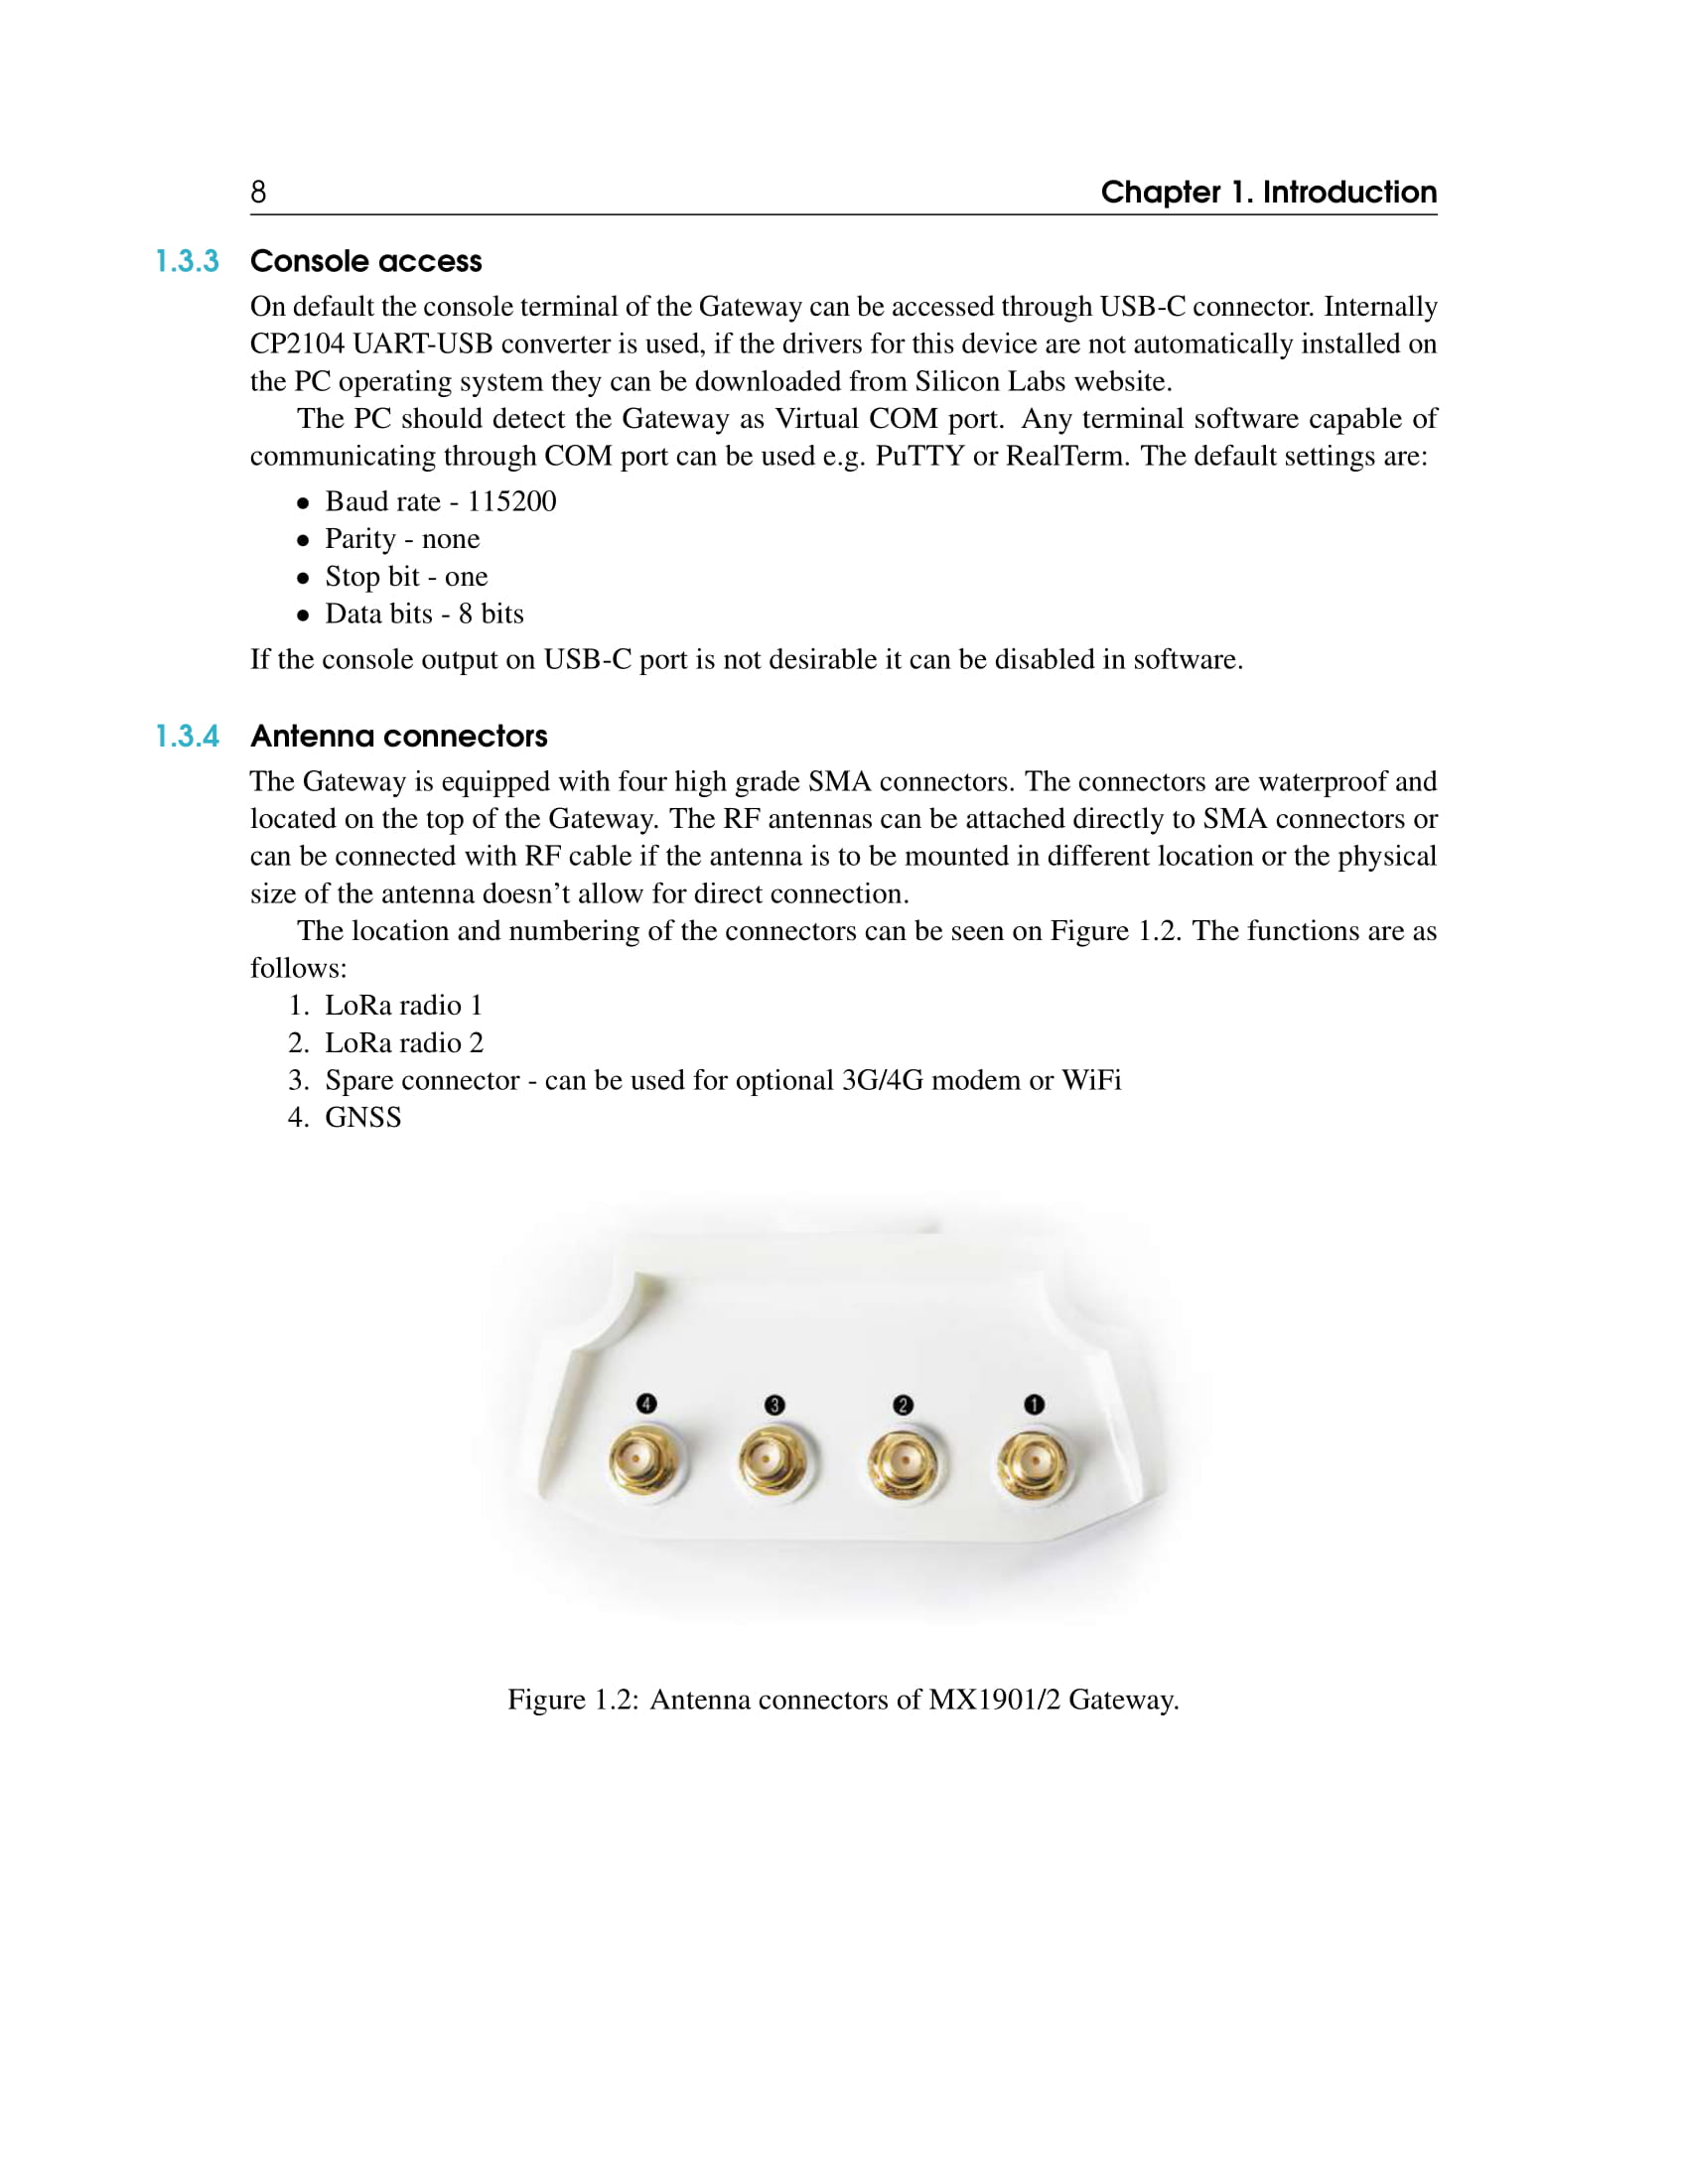 8
Chapter 1. Introduction
1.3.3 Console access
On default the console terminal of the Gateway can be accessed through USB-C connector. Internally
CP2104 UART-USB converter is used, if the drivers for this device are not automatically installed on
the PC operating system they can be downloaded from Silicon Labs website.
The PC should detect the Gateway as Virtual COM port. Any terminal software capable of
communicating through COM port can be used e.g. PuTTY or RealTerm. The default settings are:
• Baud rate - 115200
• Parity - none
• Stop bit - one
• Data bits - 8 bits
If the console output on USB-C port is not desirable it can be disabled in software.
1.3.4 Antenna connectors
The Gateway is equipped with four high grade SMA connectors. The connectors are waterproof and
located on the top of the Gateway. The RF antennas can be attached directly to SMA connectors or
can be connected with RF cable if the antenna is to be mounted in different location or the physical
size of the antenna doesn't allow for direct connection.
The location and numbering of the connectors can be seen on Figure 1.2. The functions are as
follows:
1. LoRa radio 1
2. LoRa radio 2
3. Spare connector - can be used for optional 3G/4G modem or WiFi
4. GNSS
4 3 2 1
Figure 1.2: Antenna connectors of MX1901/2 Gateway.